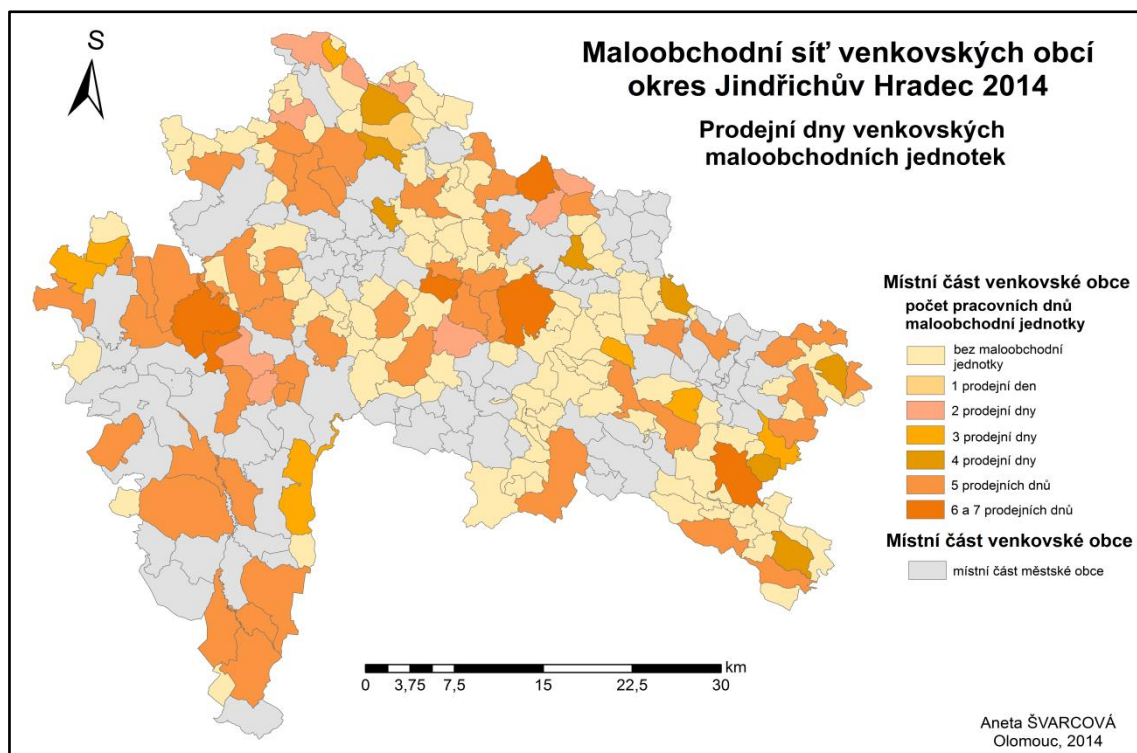 S
Maloobchodní síť venkovských obcí
okres Jindřichův Hradec 2014
Prodejní dny venkovských
maloobchodních jednotek
Místní část venkovské obce
počet pracovních dnů
maloobchodní jednotky
bez maloobchodní
jednotky
1 prodejní den
2 prodejní dny
3 prodejní dny
4 prodejní dny
5 prodejních dnů
6 a 7 prodejních dnů
Místní část venkovské obce
místní část městské obce
km
0 3,75 7,5 15 22,5 30
Aneta ŠVARCOVÁ
Olomouc, 2014